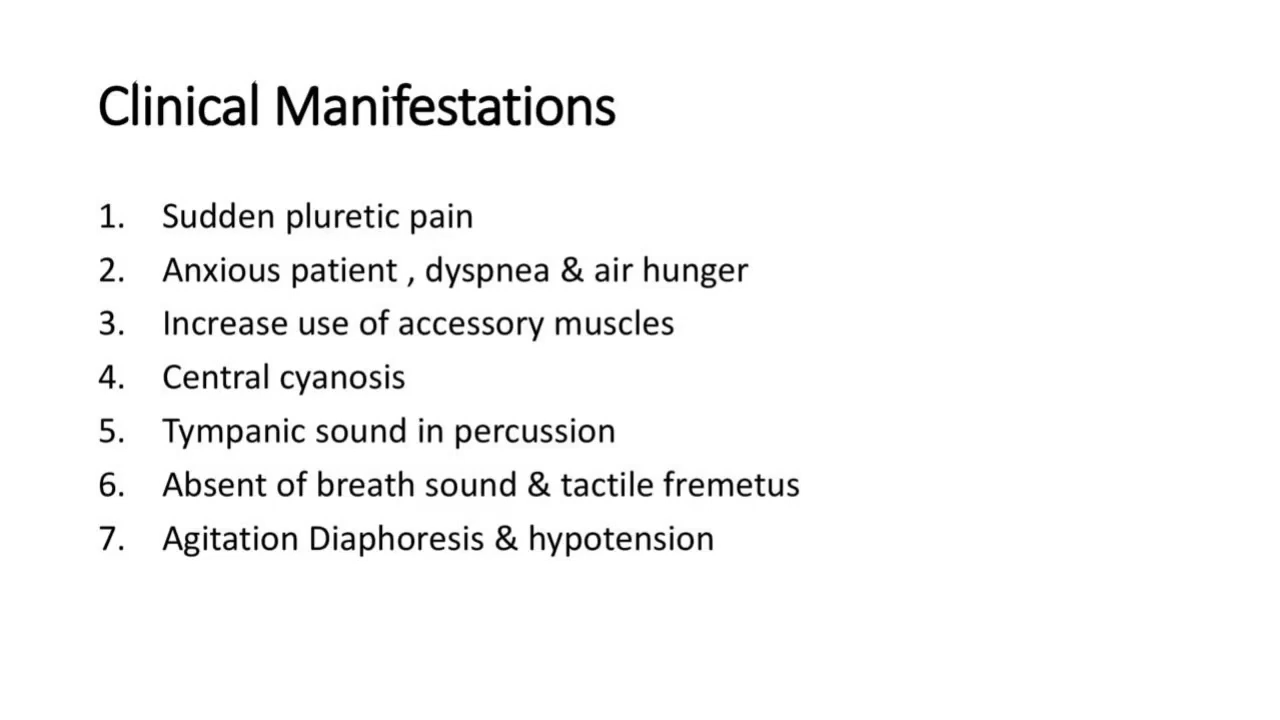 Clinical Manifestations
1. Sudden pluretic pain
2. Anxious patient , dyspnea & air hunger
3. Increase use of accessory muscles
4. Central cyanosis
5. Tympanic sound in percussion
6. Absent of breath sound & tactile fremetus
7. Agitation Diaphoresis & hypotension